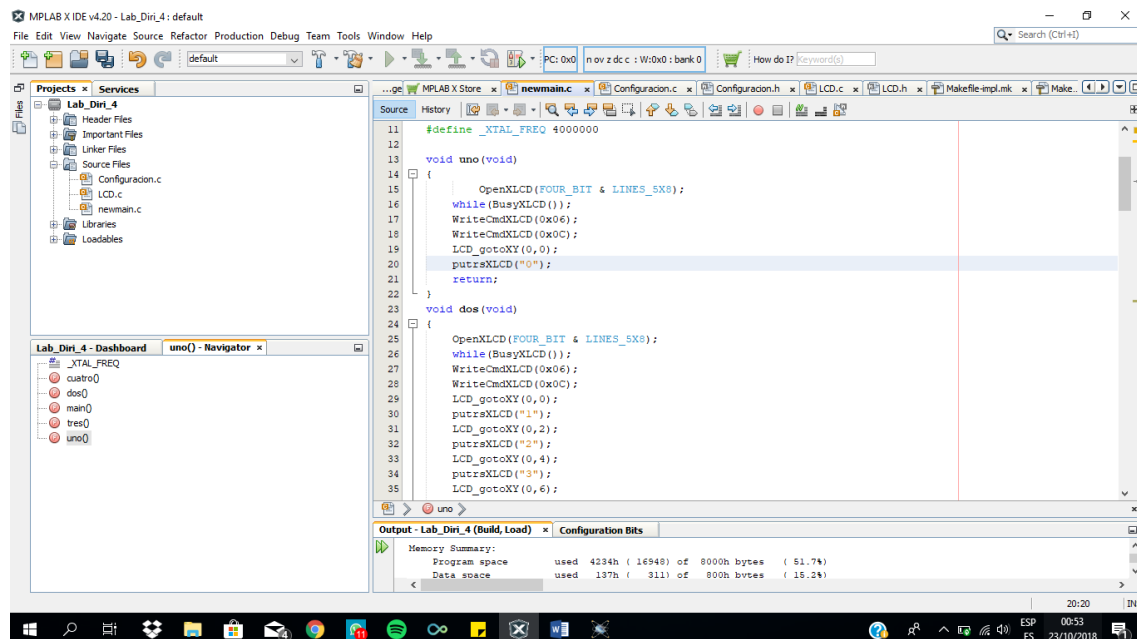 MPLAB X IDE v4.20 - Lab_Diri_4 : default
File Edit View Navigate Source Refactor Production Debug Team Tools Window Help
Search (Ctrl+I)
default
PC: 0x0
n ov z dc c : W:0x0 : bank 0
How do I?
Keyword(s)
Files
Projects
Services
Lab_Diri_4
Header Files
Important Files
Linker Files
Source Files
Configuracion.c
LCD.c
newmain.c
Libraries
Loadables
Lab_Diri_4 - Dashboard
uno() - Navigator
_XTAL_FREQ
cuatro()
dos()
main()
tres()
uno()
...ge
MPLAB X Store
newmain.c
Configuracion.c
Configuracion.h
LCD.c
LCD.h
Makefile-impl.mk
Make..
Source
History
11 #define _XTAL_FREQ 4000000
12
13 void uno(void)
14 {
15 OpenXLCD(FOUR_BIT & LINES_5X8);
16 while(BusyXLCD());
17 WriteCmdXLCD(0x06);
18 WriteCmdXLCD(0x0C);
19 LCD_gotoXY(0,0);
20 putrsXLCD("0");
21 return;
22 }
23 void dos(void)
24 {
25 OpenXLCD(FOUR_BIT & LINES_5X8);
26 while(BusyXLCD());
27 WriteCmdXLCD(0x06);
28 WriteCmdXLCD(0x0C);
29 LCD_gotoXY(0,0);
30 putrsXLCD("1");
31 LCD_gotoXY(0,2);
32 putrsXLCD("2");
33 LCD_gotoXY(0,4);
34 putrsXLCD("3");
35 LCD_gotoXY(0,6);
uno
Output - Lab_Diri_4 (Build, Load)
Configuration Bits
Memory Summary:
Program space used 4234h ( 16948) of 8000h bytes ( 51.7%)
Data space used 137h ( 311) of 800h bytes ( 15.2%)
20:20
IN
4
11
ESP
ES
00:53
23/10/2018